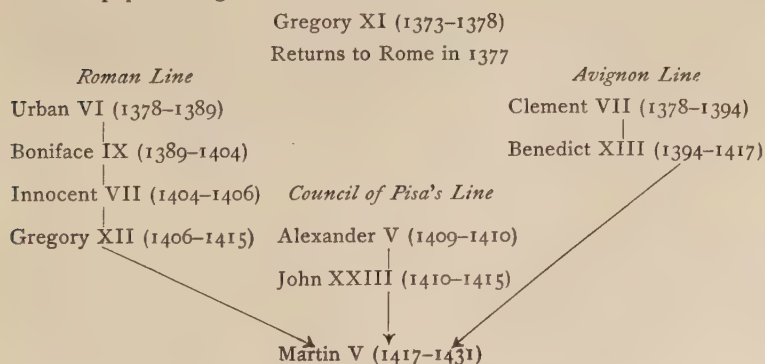 Gregory XI (1373–1378)
Returns to Rome in 1377
Roman Line
Avignon Line
Urban VI (1378–1389)
Clement VII (1378–1394)
Boniface IX (1389–1404)
Benedict XIII (1394–1417)
Innocent VII (1404–1406)
Council of Pisa's Line
Gregory XII (1406–1415)
Alexander V (1409–1410)
John XXIII (1410–1415)
Martin V (1417–1431)